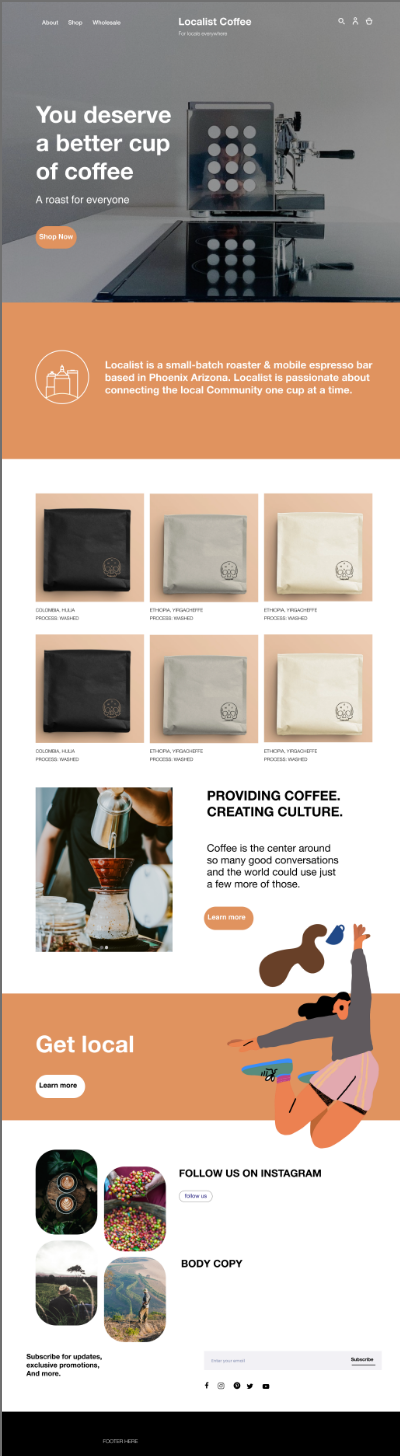 About Shop Wholesale
Localist Coffee
For locals everywhere
You deserve
a better cup
of coffee
A roast for everyone
Shop Now
Localist is a small-batch roaster & mobile espresso bar
based in Phoenix Arizona. Localist is passionate about
connecting the local Community one cup at a time.
COLOMBIA, HUILA
PROCESS: WASHED
ETHIOPIA, YIRGACHEFFE
PROCESS: WASHED
ETHIOPIA, YIRGACHEFFE
PROCESS: WASHED
COLOMBIA, HUILA
PROCESS: WASHED
ETHIOPIA, YIRGACHEFFE
PROCESS: WASHED
ETHIOPIA, YIRGACHEFFE
PROCESS: WASHED
PROVIDING COFFEE.
CREATING CULTURE.
Coffee is the center around
so many good conversations
and the world could use just
a few more of those.
Learn more
Get local
Learn more
FOLLOW US ON INSTAGRAM
follow us
BODY COPY
Subscribe for updates,
exclusive promotions,
And more.
Enter your email
Subscribe
FOOTER HERE